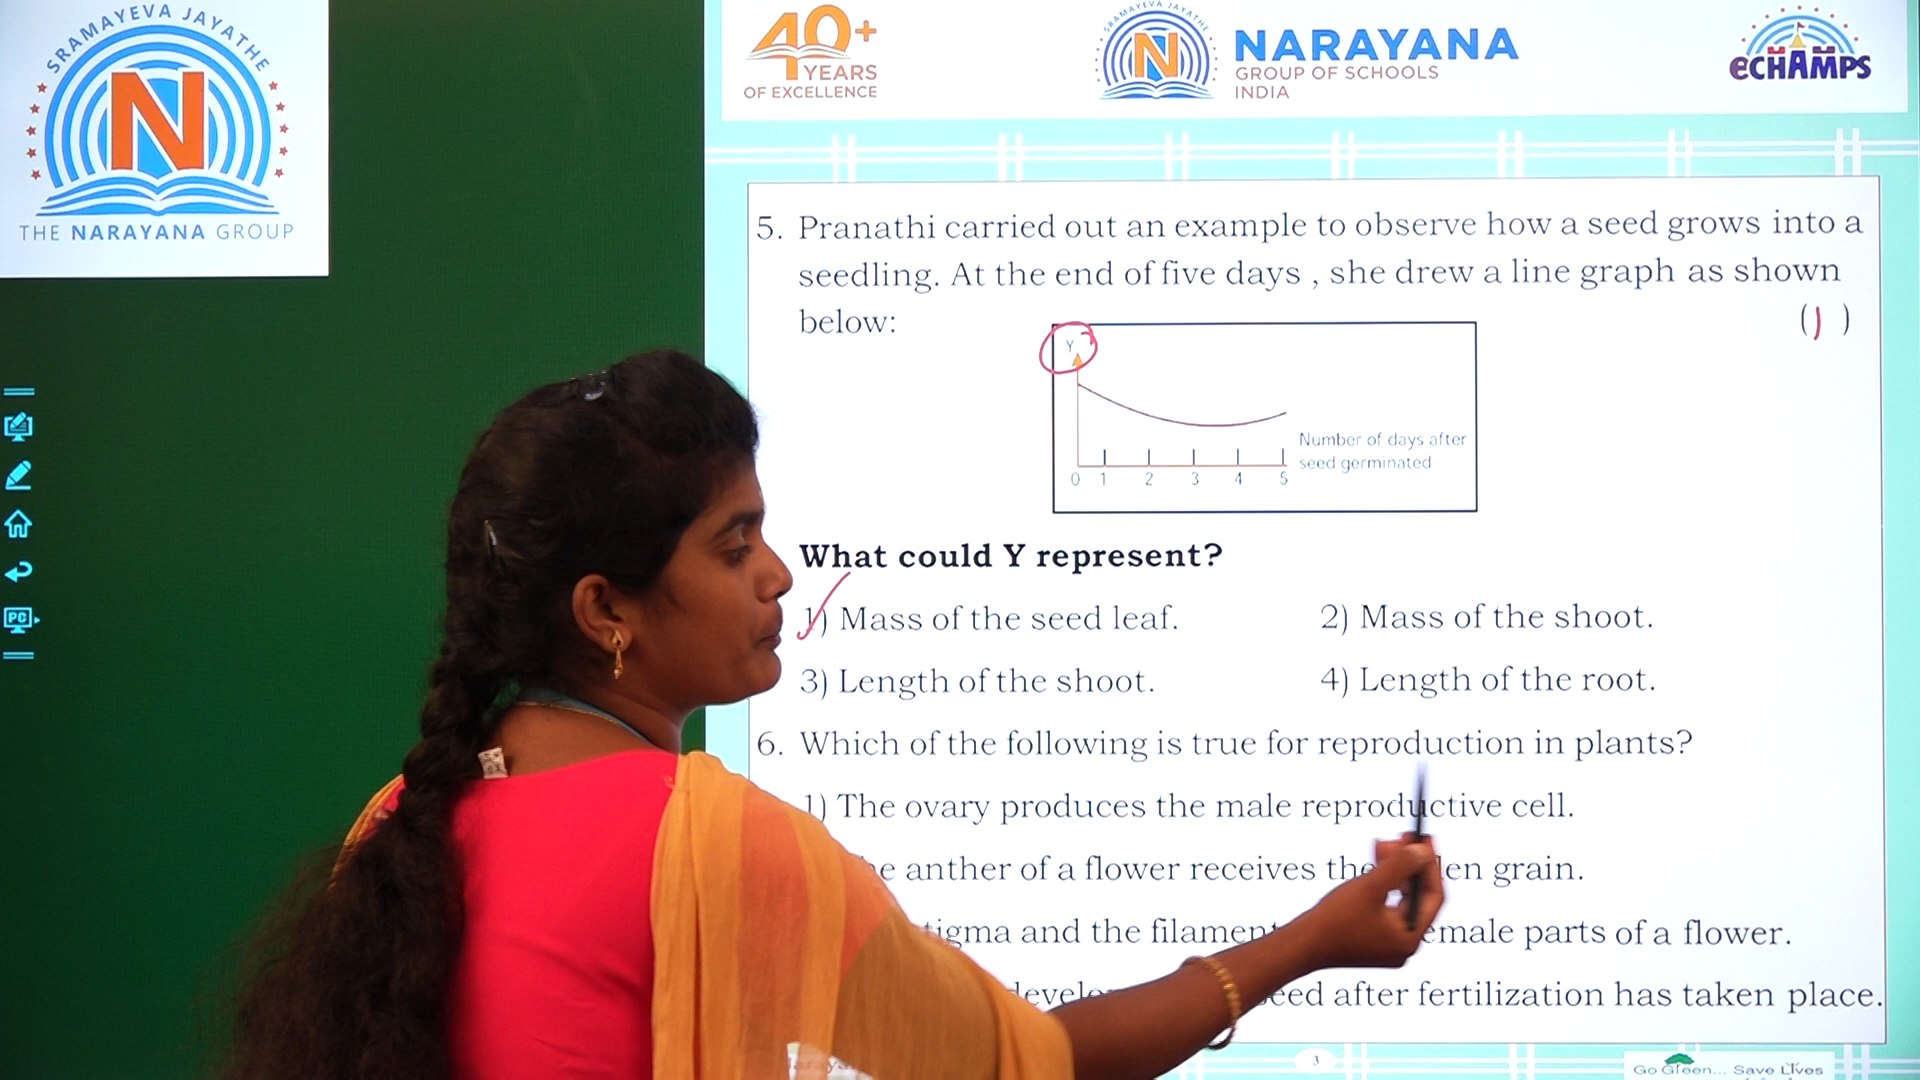 SRAMAYEVA JAYATHE
N
THE NARAYANA GROUP
40+
YEARS
OF EXCELLENCE
SRAMAYEVA JAYATHE
N
NARAYANA
GROUP OF SCHOOLS
INDIA
eCHAMPS
PC
5. Pranathi carried out an example to observe how a seed grows into a
seedling. At the end of five days , she drew a line graph as shown
below: (1)
Y
Number of days after
seed germinated
0 1 2 3 4 5
What could Y represent?
1) Mass of the seed leaf. 2) Mass of the shoot.
3) Length of the shoot. 4) Length of the root.
6. Which of the following is true for reproduction in plants?
1) The ovary produces the male reproductive cell.
anther of a flower receives the grain.
and the parts of a flower.
after fertilization has taken place.
3
Go Green... Save Lives